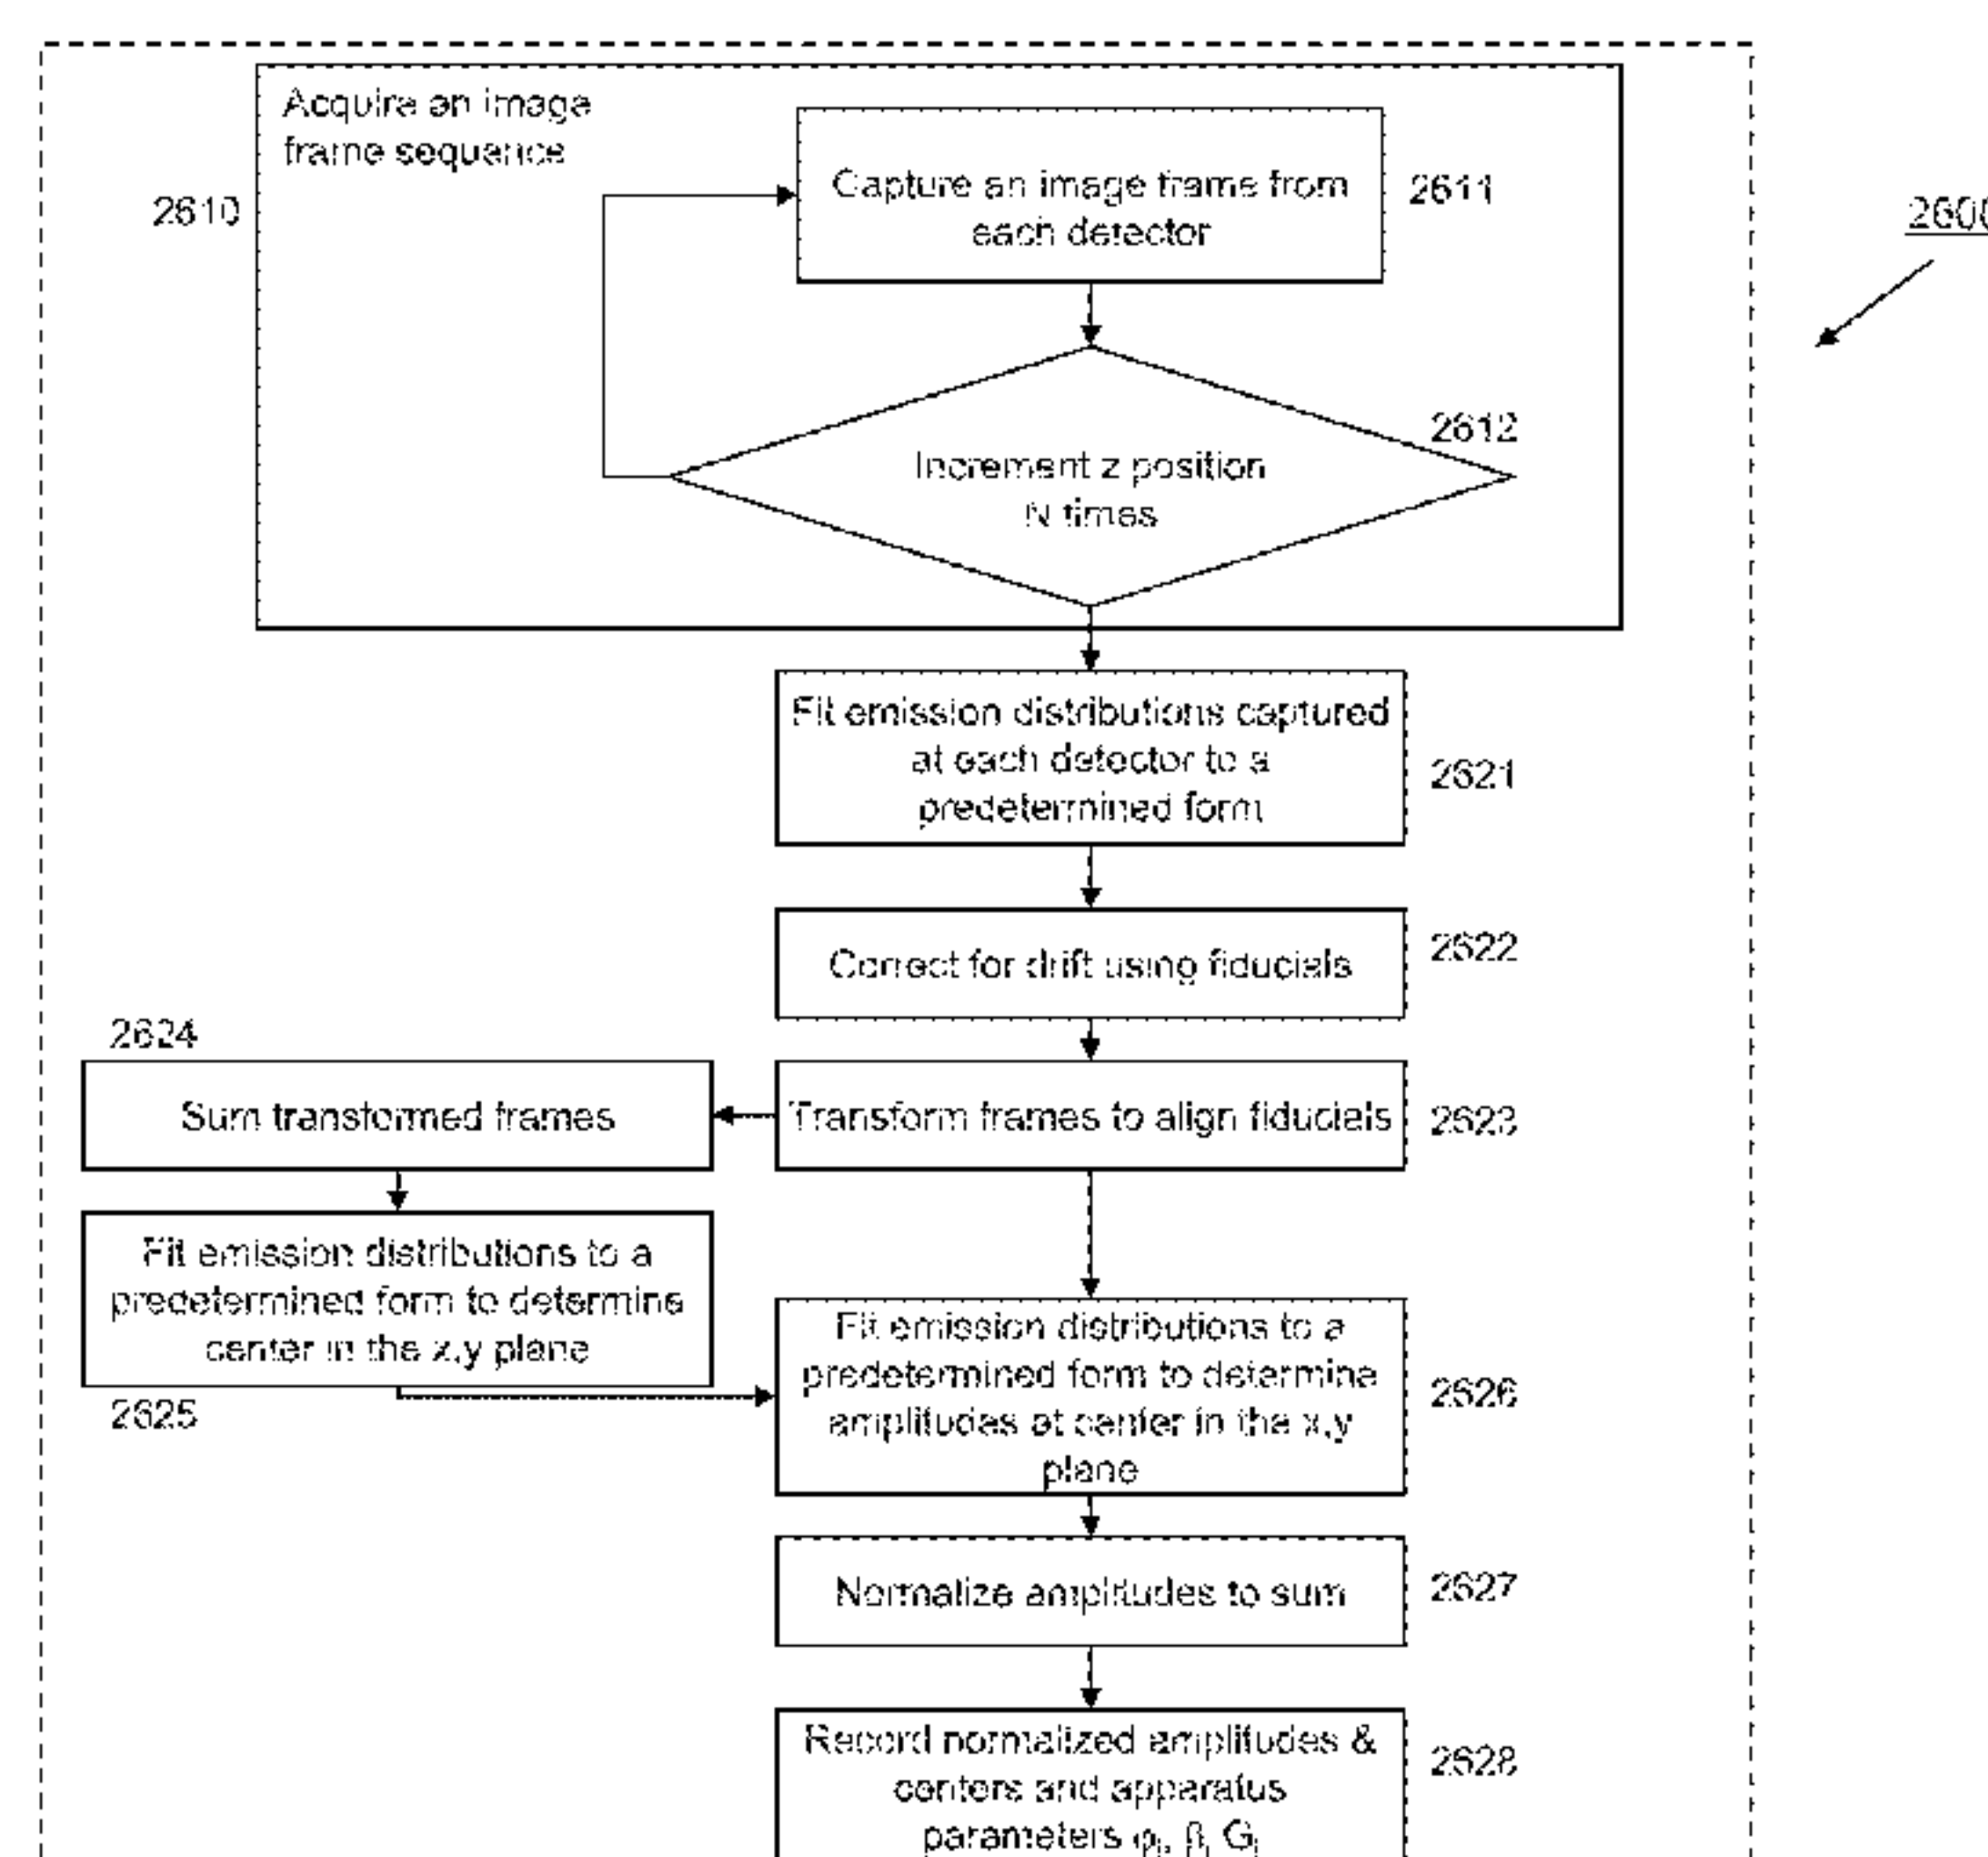 Acquire an image
frame sequence
2610
Capture an image frame from
each detector
2611
2600
Increment z position
N times
2612
Fit emission distributions captured
at each detector to a
predetermined form
2621
Correct for drift using fiducials
2622
2624
Sum transformed frames
Transform frames to align fiducials
2623
Fit emission distributions to a
predetermined form to determine
center in the x,y plane
2625
Fit emission distributions to a
predetermined form to determine
amplitudes at center in the x,y
plane
2626
Normalize amplitudes to sum
2627
Record normalized amplitudes &
centers and apparatus
parameters φi, βi Gi
2628